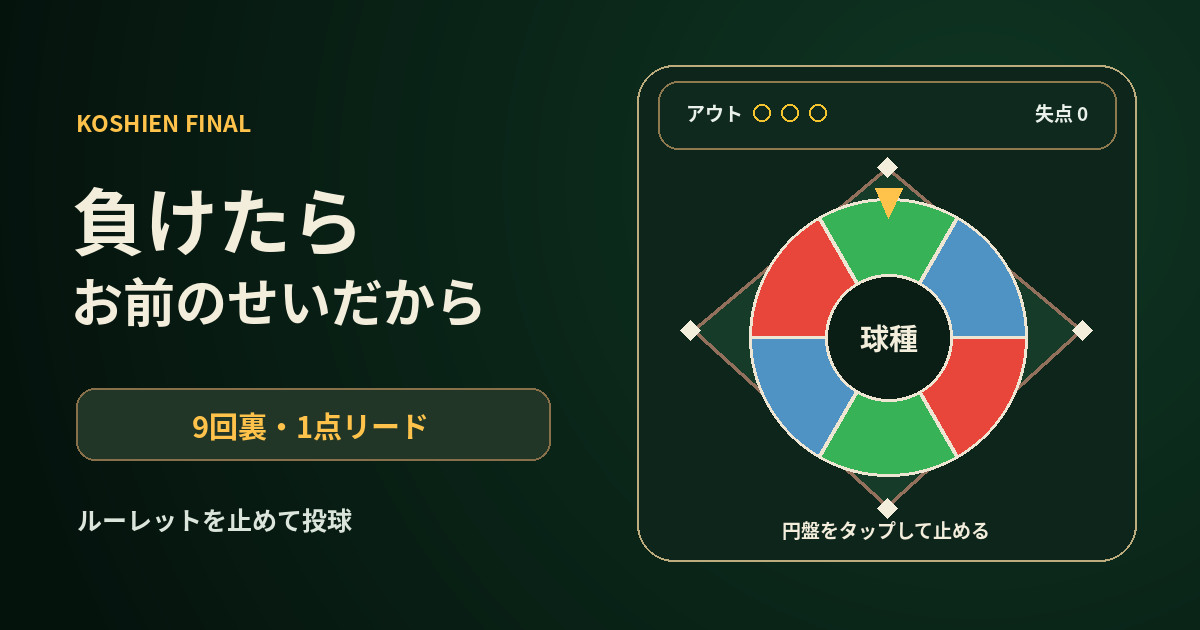 KOSHIEN FINAL
負けたら
お前のせいだから
9回裏・1点リード
ルーレットを止めて投球
アウト
失点 0
球種
円盤をタップして止める